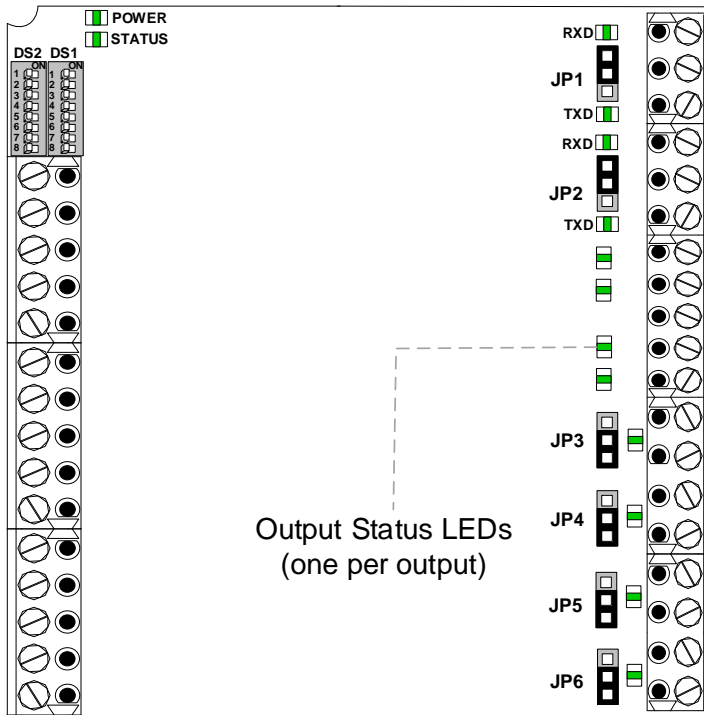 POWER
STATUS
DS2 DS1
ON ON
1 1
2 2
3 3
4 4
5 5
6 6
7 7
8 8
RXD
JP1
TXD
RXD
JP2
TXD
JP3
JP4
Output Status LEDs
(one per output)
JP5
JP6